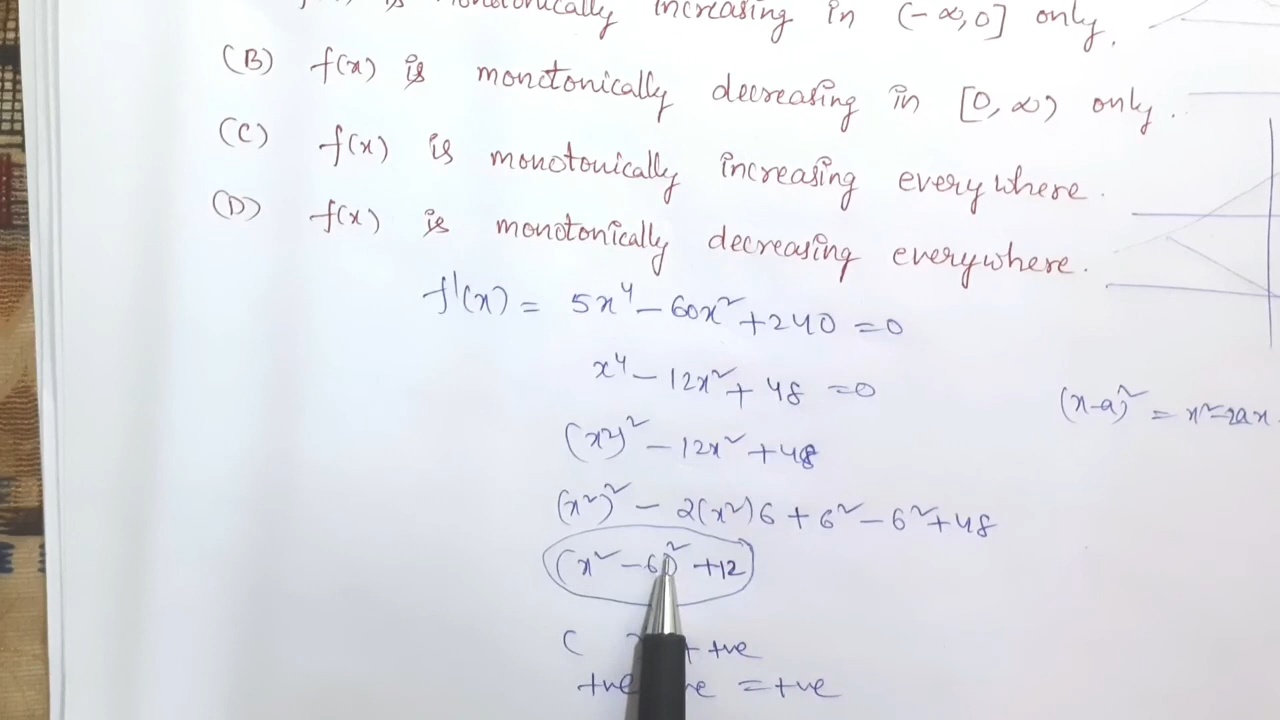 is monotonically increasing in (-∞,0] only.
(B) f(x) is monotonically decreasing in [0, ∞) only.
(C) f(x) is monotonically increasing everywhere.
(D) f(x) is monotonically decreasing everywhere.
f'(x) = 5x⁴ - 60x² + 240 = 0
x⁴ - 12x² + 48 = 0
(x-a)² = x² - 2ax
(x²)² - 12x² + 48
(x²)² - 2(x²)6 + 6² - 6² + 48
(x² - 6)² + 12
( + +ve
+ve = +ve